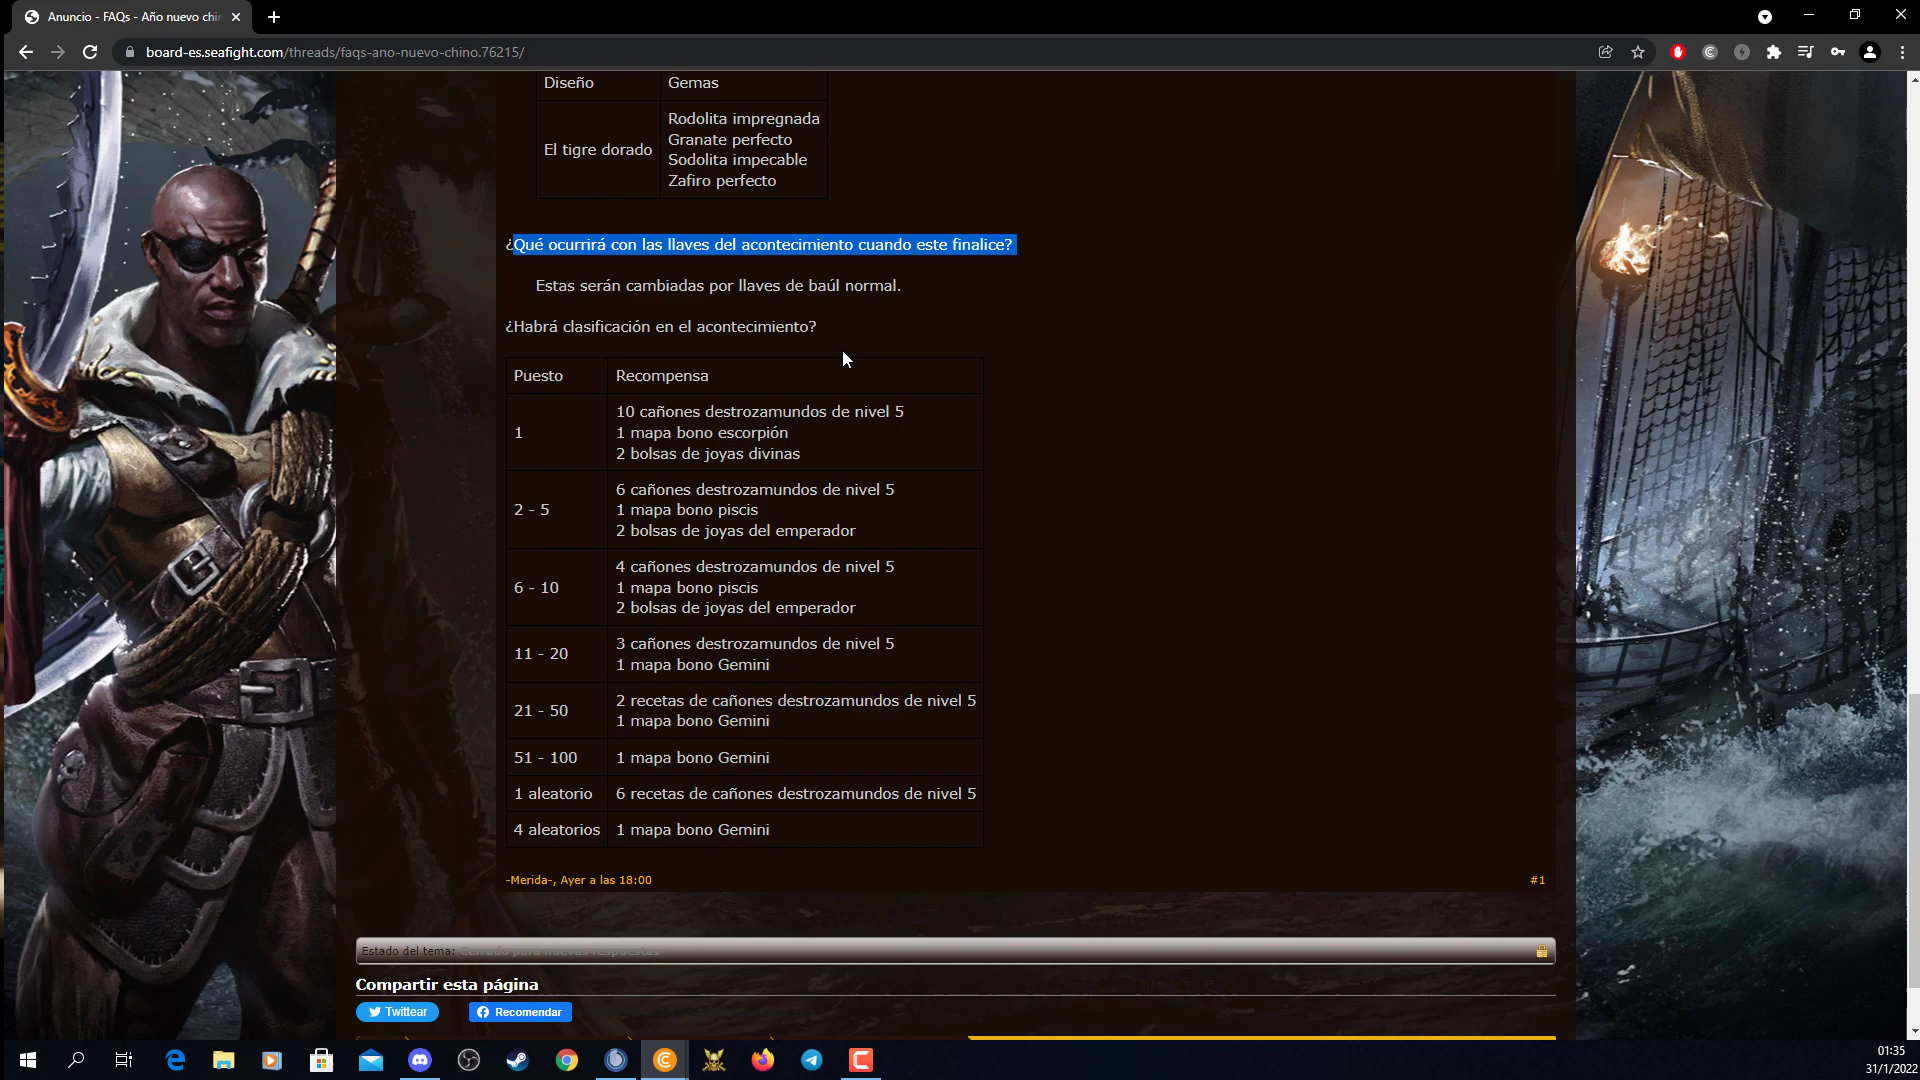 Anuncio - FAQs - Año nuevo chi
board-es.seafight.com/threads/faqs-ano-nuevo-chino.76215/
Diseño Gemas
El tigre dorado
Rodolita impregnada
Granate perfecto
Sodolita impecable
Zafiro perfecto
¿Qué ocurrirá con las llaves del acontecimiento cuando este finalice?
Estas serán cambiadas por llaves de baúl normal.
¿Habrá clasificación en el acontecimiento?
Puesto Recompensa
1
10 cañones destrozamundos de nivel 5
1 mapa bono escorpión
2 bolsas de joyas divinas
2 - 5
6 cañones destrozamundos de nivel 5
1 mapa bono piscis
2 bolsas de joyas del emperador
6 - 10
4 cañones destrozamundos de nivel 5
1 mapa bono piscis
2 bolsas de joyas del emperador
11 - 20
3 cañones destrozamundos de nivel 5
1 mapa bono Gemini
21 - 50
2 recetas de cañones destrozamundos de nivel 5
1 mapa bono Gemini
51 - 100 1 mapa bono Gemini
1 aleatorio 6 recetas de cañones destrozamundos de nivel 5
4 aleatorios 1 mapa bono Gemini
-Merida-, Ayer a las 18:00 #1
Estado del tema: Cerrado para nuevas respuestas
Compartir esta página
Twittear Recomendar
01:35
31/1/2022